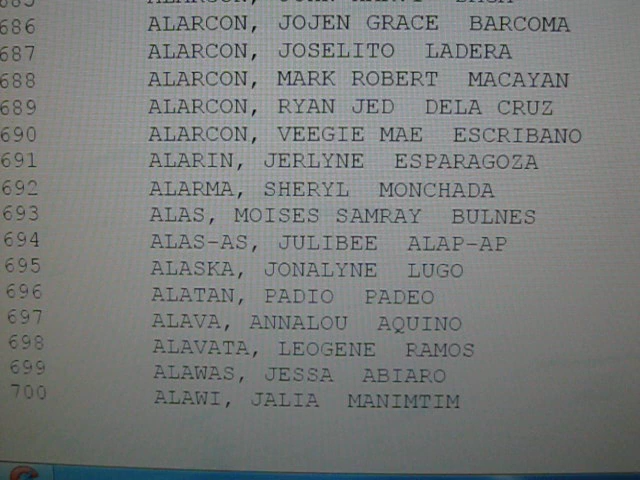 685 ALARCON,
686 ALARCON, JOJEN GRACE BARCOMA
687 ALARCON, JOSELITO LADERA
688 ALARCON, MARK ROBERT MACAYAN
689 ALARCON, RYAN JED DELA CRUZ
690 ALARCON, VEEGIE MAE ESCRIBANO
691 ALARIN, JERLYNE ESPARAGOZA
692 ALARMA, SHERYL MONCHADA
693 ALAS, MOISES SAMRAY BULNES
694 ALAS-AS, JULIBEE ALAP-AP
695 ALASKA, JONALYNE LUGO
696 ALATAN, PADIO PADEO
697 ALAVA, ANNALOU AQUINO
698 ALAVATA, LEOGENE RAMOS
699 ALAWAS, JESSA ABIARO
700 ALAWI, JALIA MANIMTIM